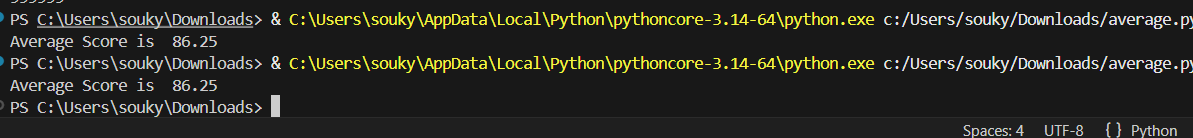 PS C:\Users\souky\Downloads> & C:\Users\souky\AppData\Local\Python\pythoncore-3.14-64\python.exe c:/Users/souky/Downloads/average.py
Average Score is  86.25
PS C:\Users\souky\Downloads> & C:\Users\souky\AppData\Local\Python\pythoncore-3.14-64\python.exe c:/Users/souky/Downloads/average.py
Average Score is  86.25
PS C:\Users\souky\Downloads>
Spaces: 4 UTF-8 { } Python